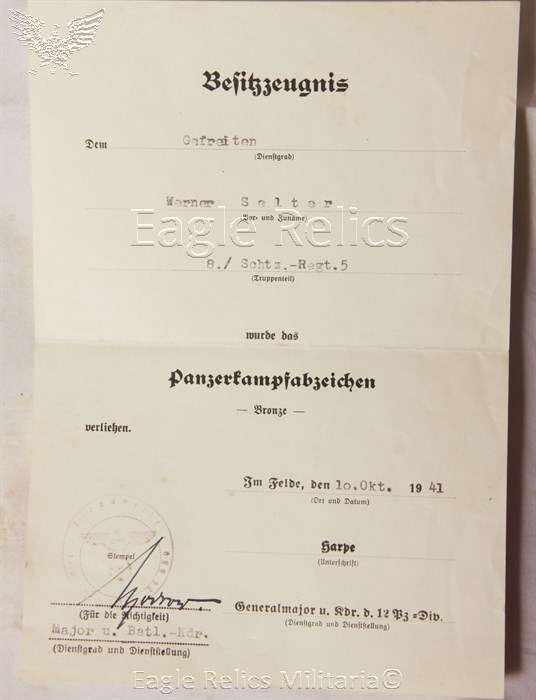 Besitzzeugnis
Dem Gefreiten
(Dienstgrad)
Werner Selter
(Vor- und Zuname)
Eagle Relics
8./ Schtz.-Regt.5
(Truppenteil)
wurde das
Panzerkampfabzeichen
— Bronze —
verliehen.
Im Felde, den 10.Okt. 1941
(Ort und Datum)
Stempel
Harpe
(Unterschrift)
(Für die Richtigkeit)
Generalmajor u. Kdr. d. 12 Pz=Div.
(Dienstgrad und Dienststellung)
Major u. Batl.-Kdr.
(Dienstgrad und Dienststellung)
Eagle Relics Militaria©